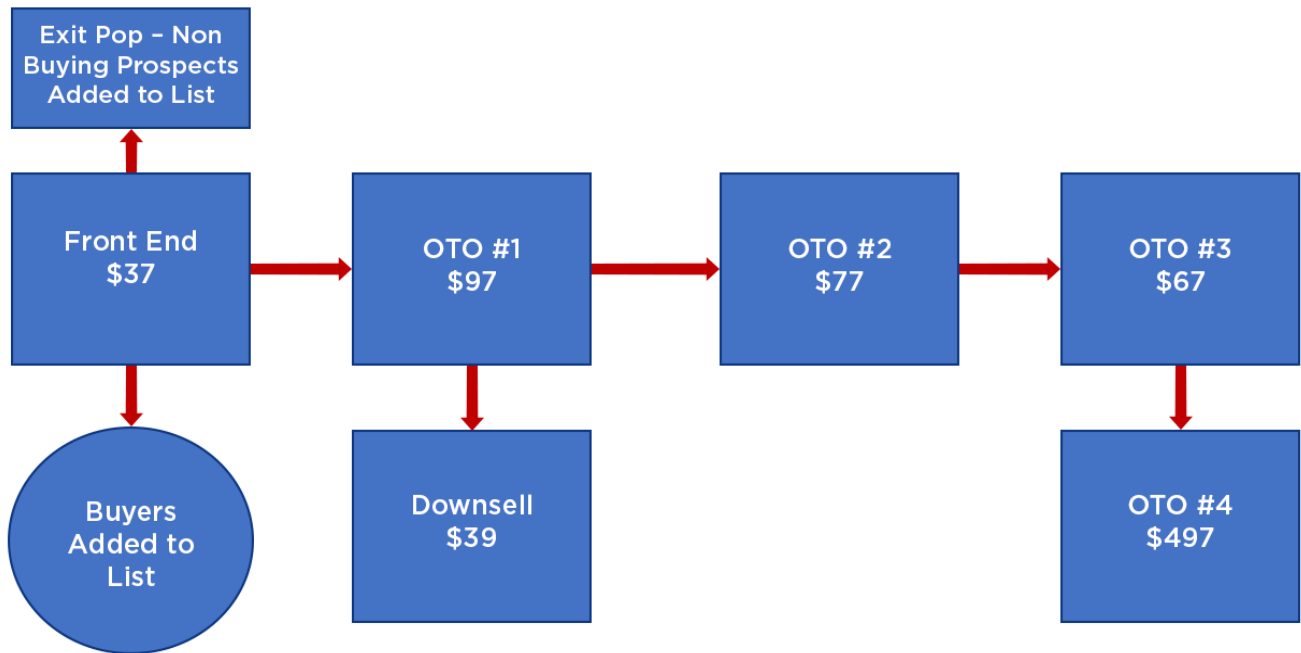 Exit Pop – Non
Buying Prospects
Added to List
Front End
$37
OTO #1
$97
OTO #2
$77
OTO #3
$67
Buyers
Added to
List
Downsell
$39
OTO #4
$497